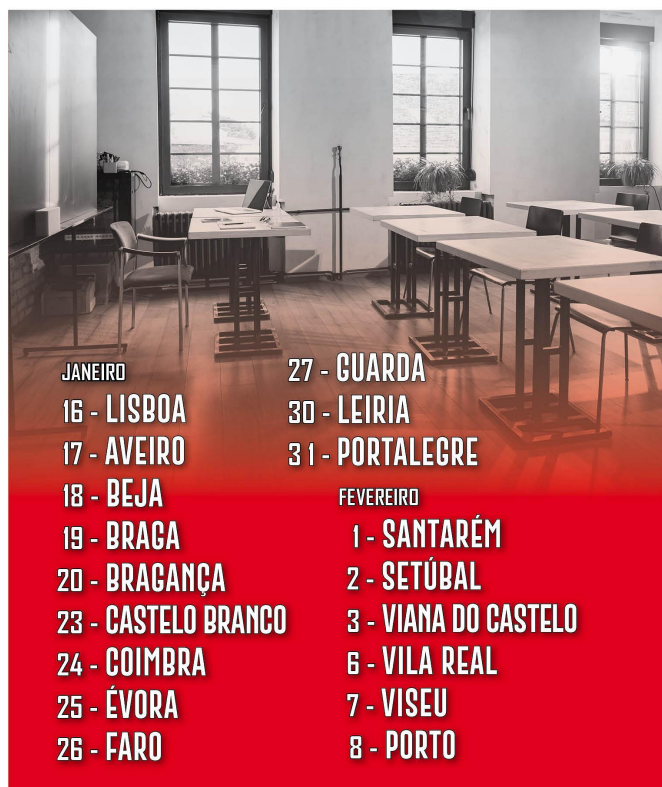 JANEIRO
16 - LISBOA
17 - AVEIRO
18 - BEJA
19 - BRAGA
20 - BRAGANÇA
23 - CASTELO BRANCO
24 - COIMBRA
25 - ÉVORA
26 - FARO
27 - GUARDA
30 - LEIRIA
31 - PORTALEGRE
FEVEREIRO
1 - SANTARÉM
2 - SETÚBAL
3 - VIANA DO CASTELO
6 - VILA REAL
7 - VISEU
8 - PORTO